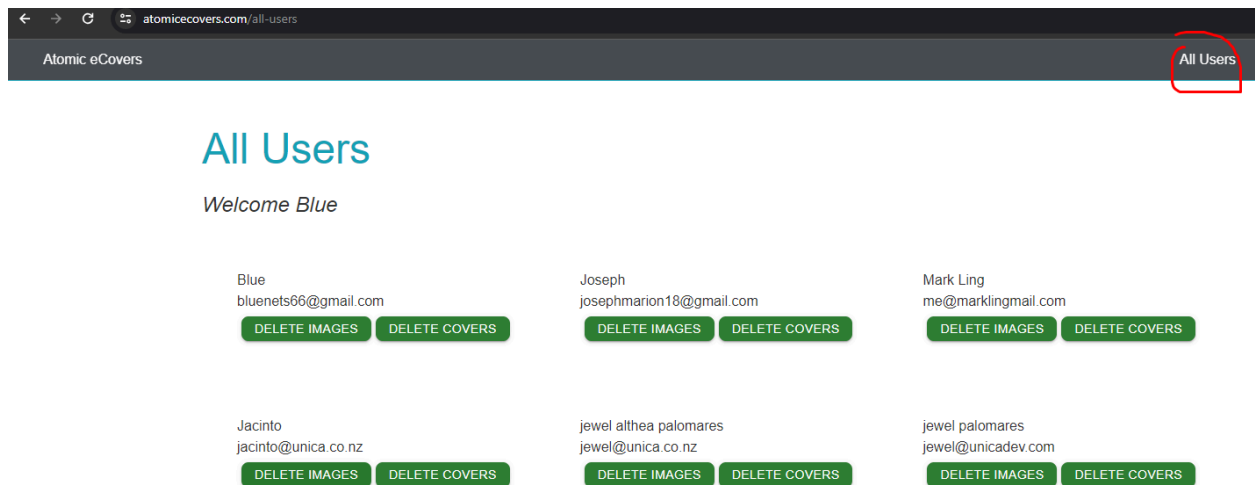 atomicecovers.com/all-users
Atomic eCovers
All Users
All Users
Welcome Blue
Blue
bluenets66@gmail.com
DELETE IMAGES DELETE COVERS
Joseph
josephmarion18@gmail.com
DELETE IMAGES DELETE COVERS
Mark Ling
me@marklingmail.com
DELETE IMAGES DELETE COVERS
Jacinto
jacinto@unica.co.nz
DELETE IMAGES DELETE COVERS
jewel althea palomares
jewel@unica.co.nz
DELETE IMAGES DELETE COVERS
jewel palomares
jewel@unicadev.com
DELETE IMAGES DELETE COVERS